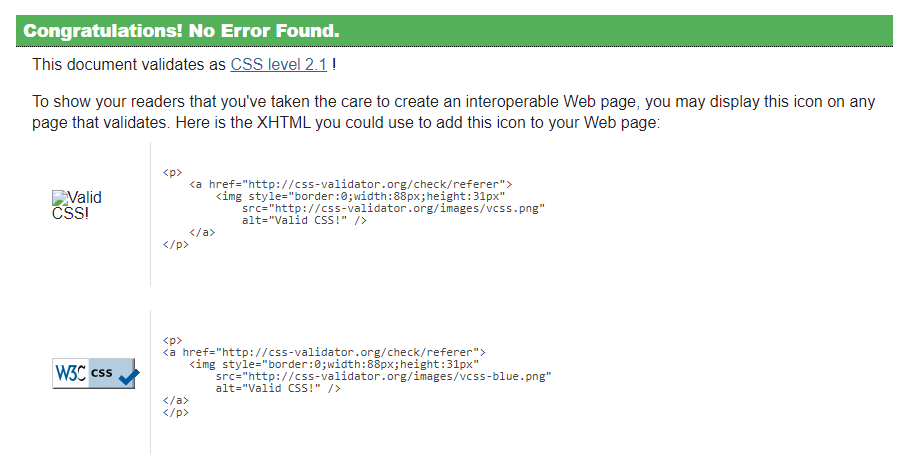 Congratulations! No Error Found.
This document validates as CSS level 2.1 !
To show your readers that you've taken the care to create an interoperable Web page, you may display this icon on any
page that validates. Here is the XHTML you could use to add this icon to your Web page:
Valid
CSS!
<p>
    <a href="http://css-validator.org/check/referer">
        <img style="border:0;width:88px;height:31px"
            src="http://css-validator.org/images/vcss.png"
            alt="Valid CSS!" />
    </a>
</p>
W3C css
<p>
<a href="http://css-validator.org/check/referer">
    <img style="border:0;width:88px;height:31px"
        src="http://css-validator.org/images/vcss-blue.png"
        alt="Valid CSS!" />
</a>
</p>